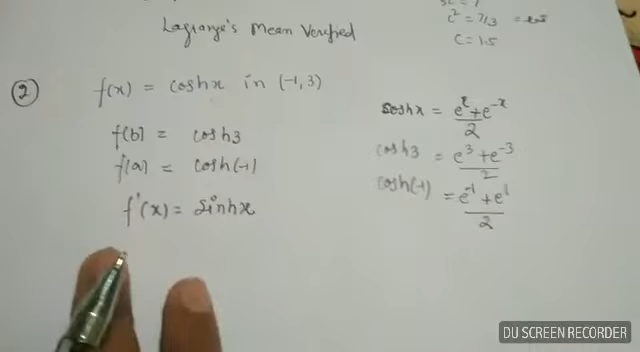 Lagrange's Mean Verified
c² = 7/3
C = 1.5
② f(x) = coshx in (-1, 3)
f(b) = cosh3
f(a) = cosh(-1)
f'(x) = sinhx
coshx = e^x + e^-x / 2
cosh3 = e^3 + e^-3 / 2
cosh(-1) = e^-1 + e^1 / 2
DU SCREEN RECORDER